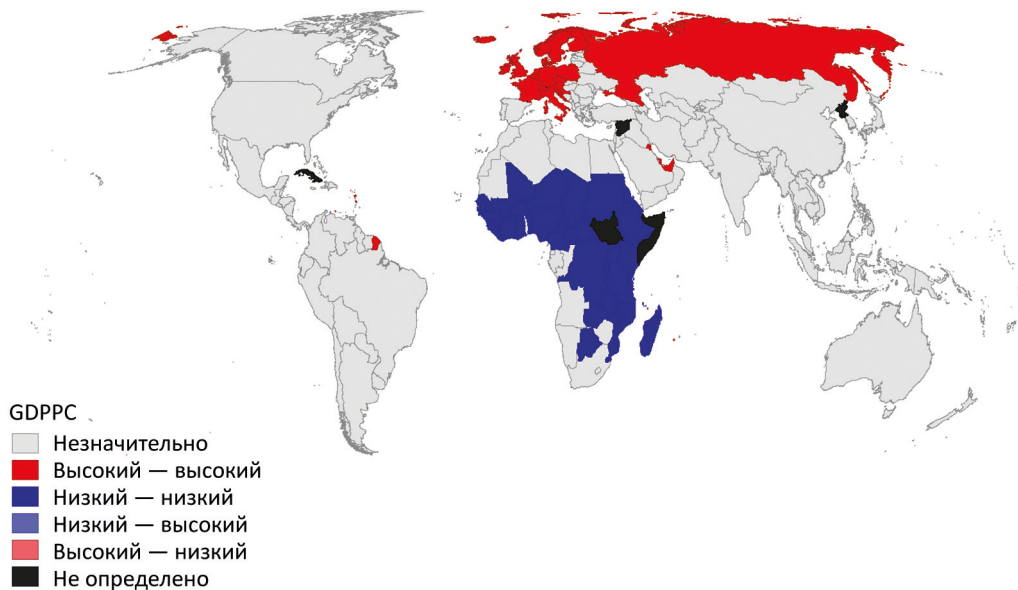 GDPPC
Незначительно
Высокий — высокий
Низкий — низкий
Низкий — высокий
Высокий — низкий
Не определено